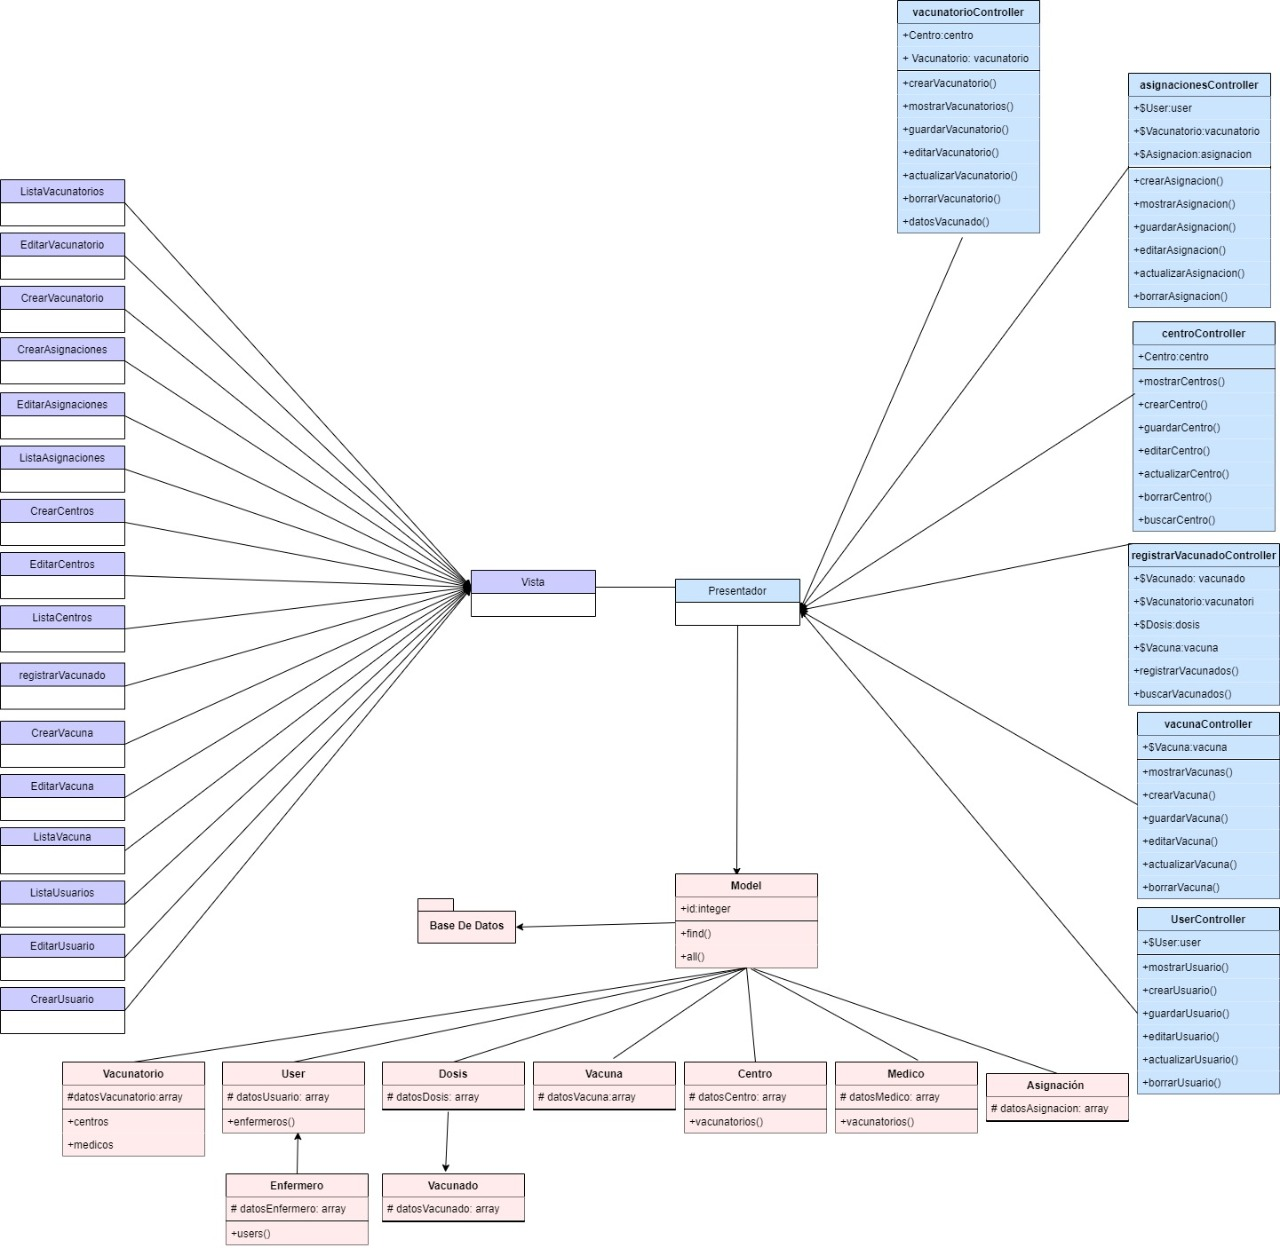 vacunatorioController
+Centro:centro
+ Vacunatorio: vacunatorio
+crearVacunatorio()
+mostrarVacunatorios()
+guardarVacunatorio()
+editarVacunatorio()
+actualizarVacunatorio()
+borrarVacunatorio()
+datosVacunado()
asignacionesController
+$User:user
+$Vacunatorio:vacunatorio
+$Asignacion:asignacion
+crearAsignacion()
+mostrarAsignacion()
+guardarAsignacion()
+editarAsignacion()
+actualizarAsignacion()
+borrarAsignacion()
centroController
+Centro:centro
+mostrarCentros()
+crearCentro()
+guardarCentro()
+editarCentro()
+actualizarCentro()
+borrarCentro()
+buscarCentro()
registrarVacunadoController
+$Vacunado: vacunado
+$Vacunatorio:vacunatori
+$Dosis:dosis
+$Vacuna:vacuna
+registrarVacunados()
+buscarVacunados()
vacunaController
+$Vacuna:vacuna
+mostrarVacunas()
+crearVacuna()
+guardarVacuna()
+editarVacuna()
+actualizarVacuna()
+borrarVacuna()
UserController
+$User:user
+mostrarUsuario()
+crearUsuario()
+guardarUsuario()
+editarUsuario()
+actualizarUsuario()
+borrarUsuario()
ListaVacunatorios
EditarVacunatorio
CrearVacunatorio
CrearAsignaciones
EditarAsignaciones
ListaAsignaciones
CrearCentros
EditarCentros
ListaCentros
registrarVacunado
CrearVacuna
EditarVacuna
ListaVacuna
ListaUsuarios
EditarUsuario
CrearUsuario
Vista
Presentador
Model
+id:integer
+find()
+all()
Base De Datos
Vacunatorio
#datosVacunatorio:array
+centros
+medicos
User
# datosUsuario: array
+enfermeros()
Dosis
# datosDosis: array
Vacuna
# datosVacuna:array
Centro
# datosCentro: array
+vacunatorios()
Medico
# datosMedico: array
+vacunatorios()
Asignación
# datosAsignacion: array
Enfermero
# datosEnfermero: array
+users()
Vacunado
# datosVacunado: array